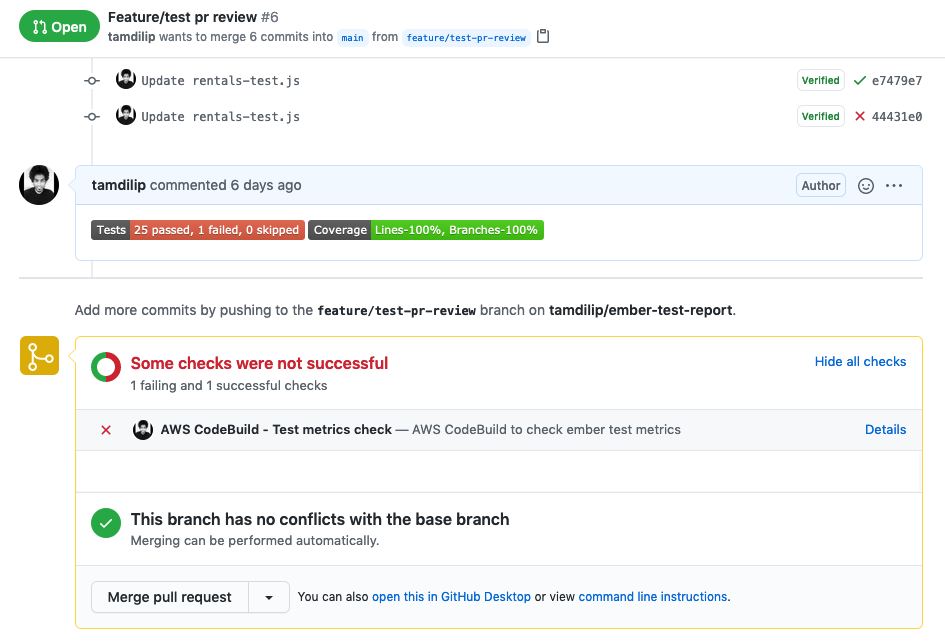 Open
Feature/test pr review #6
tamdilip wants to merge 6 commits into main from feature/test-pr-review
Update rentals-test.js Verified e7479e7
Update rentals-test.js Verified 44431e0
tamdilip commented 6 days ago Author
Tests 25 passed, 1 failed, 0 skipped Coverage Lines-100%, Branches-100%
Add more commits by pushing to the feature/test-pr-review branch on tamdilip/ember-test-report.
Some checks were not successful Hide all checks
1 failing and 1 successful checks
AWS CodeBuild - Test metrics check — AWS CodeBuild to check ember test metrics Details
This branch has no conflicts with the base branch
Merging can be performed automatically.
Merge pull request You can also open this in GitHub Desktop or view command line instructions.